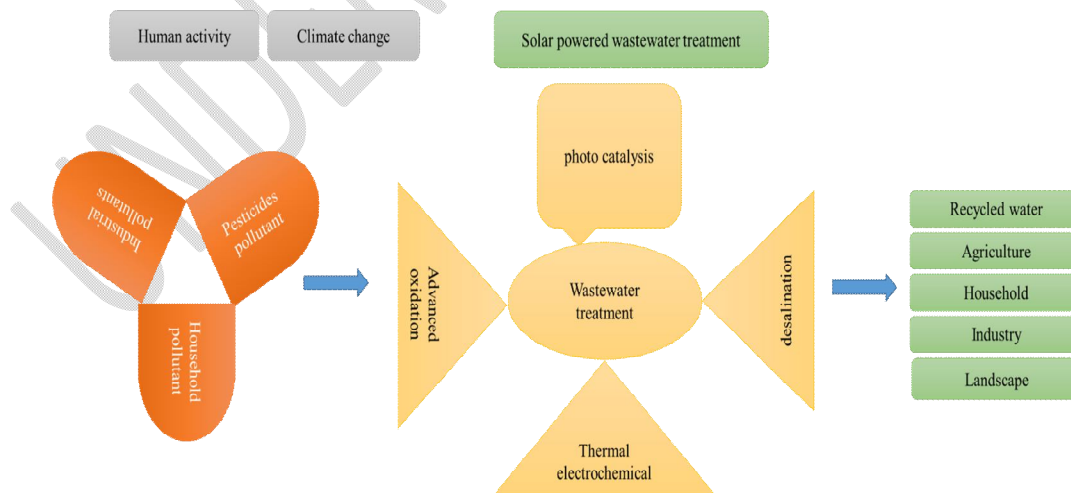 Human activity
Climate change
Solar powered wastewater treatment
Industrial
pollutants
Pesticides
pollutant
Household
pollutant
photo catalysis
Advanced
oxidation
Wastewater
treatment
desalination
Thermal
electrochemical
Recycled water
Agriculture
Household
Industry
Landscape